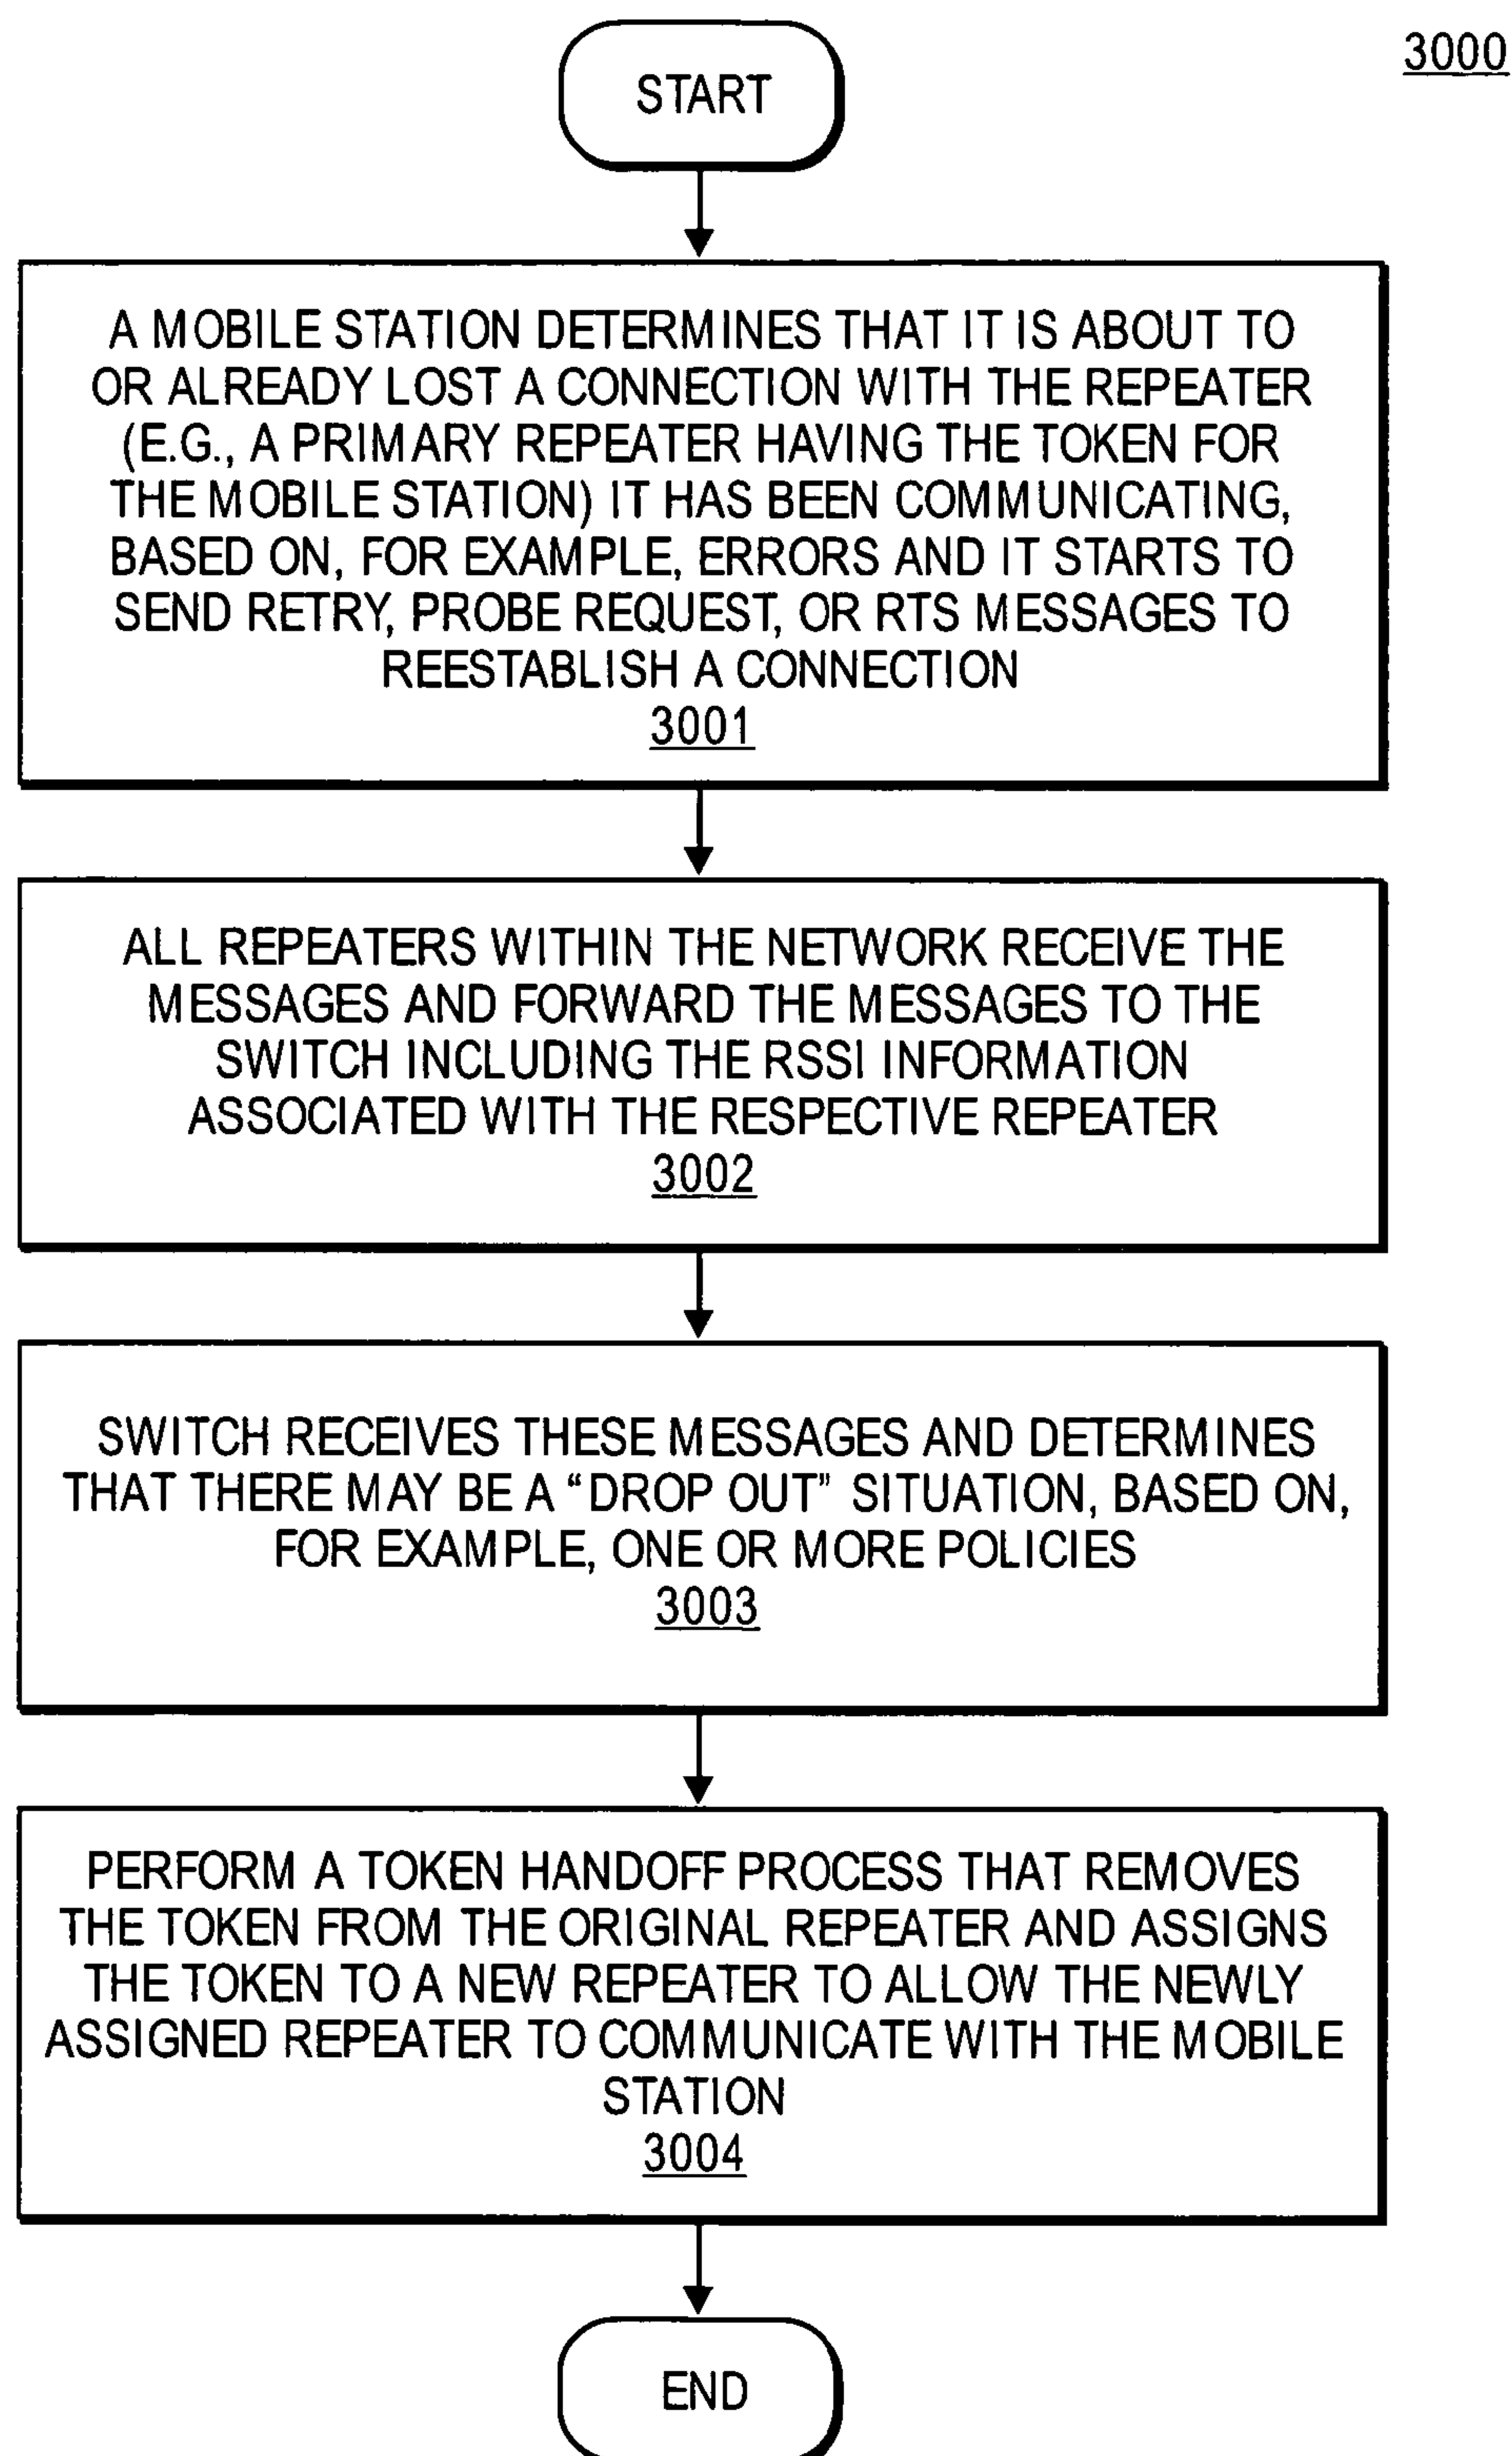 3000
START
A MOBILE STATION DETERMINES THAT IT IS ABOUT TO
OR ALREADY LOST A CONNECTION WITH THE REPEATER
(E.G., A PRIMARY REPEATER HAVING THE TOKEN FOR
THE MOBILE STATION) IT HAS BEEN COMMUNICATING,
BASED ON, FOR EXAMPLE, ERRORS AND IT STARTS TO
SEND RETRY, PROBE REQUEST, OR RTS MESSAGES TO
REESTABLISH A CONNECTION
3001
ALL REPEATERS WITHIN THE NETWORK RECEIVE THE
MESSAGES AND FORWARD THE MESSAGES TO THE
SWITCH INCLUDING THE RSSI INFORMATION
ASSOCIATED WITH THE RESPECTIVE REPEATER
3002
SWITCH RECEIVES THESE MESSAGES AND DETERMINES
THAT THERE MAY BE A “DROP OUT” SITUATION, BASED ON,
FOR EXAMPLE, ONE OR MORE POLICIES
3003
PERFORM A TOKEN HANDOFF PROCESS THAT REMOVES
THE TOKEN FROM THE ORIGINAL REPEATER AND ASSIGNS
THE TOKEN TO A NEW REPEATER TO ALLOW THE NEWLY
ASSIGNED REPEATER TO COMMUNICATE WITH THE MOBILE
STATION
3004
END